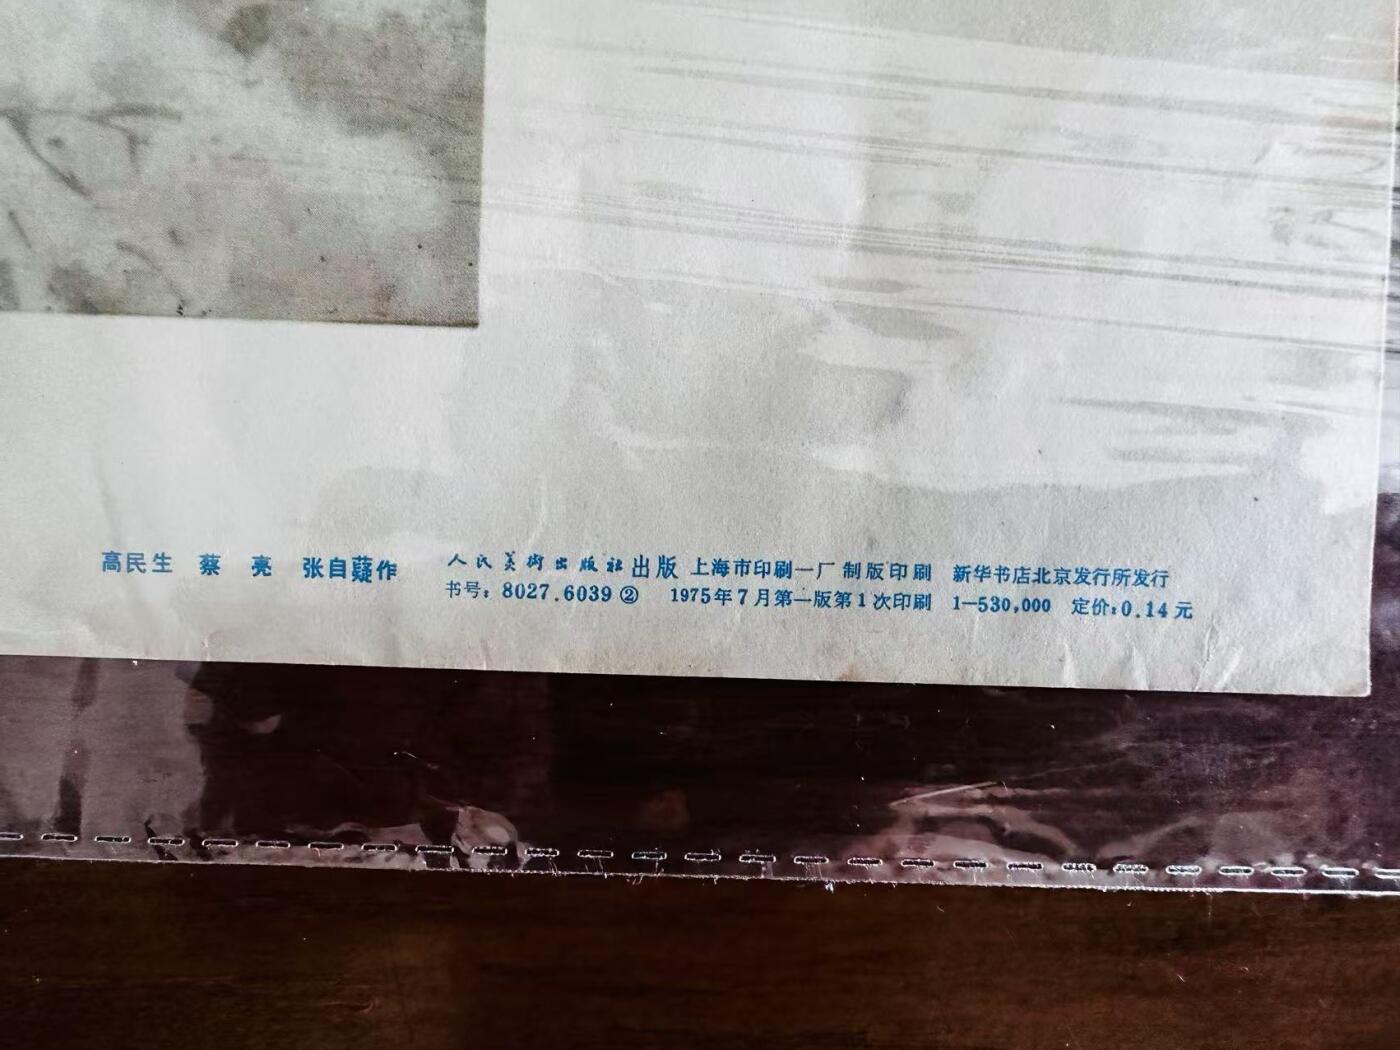 高民生 蔡 亮 张自薿作
人民美術出版社出版 上海市印刷一厂制版印刷 新华书店北京发行所发行
书号：8027.6039② 1975年7月第一版第1次印刷 1—530,000 定价：0.14元